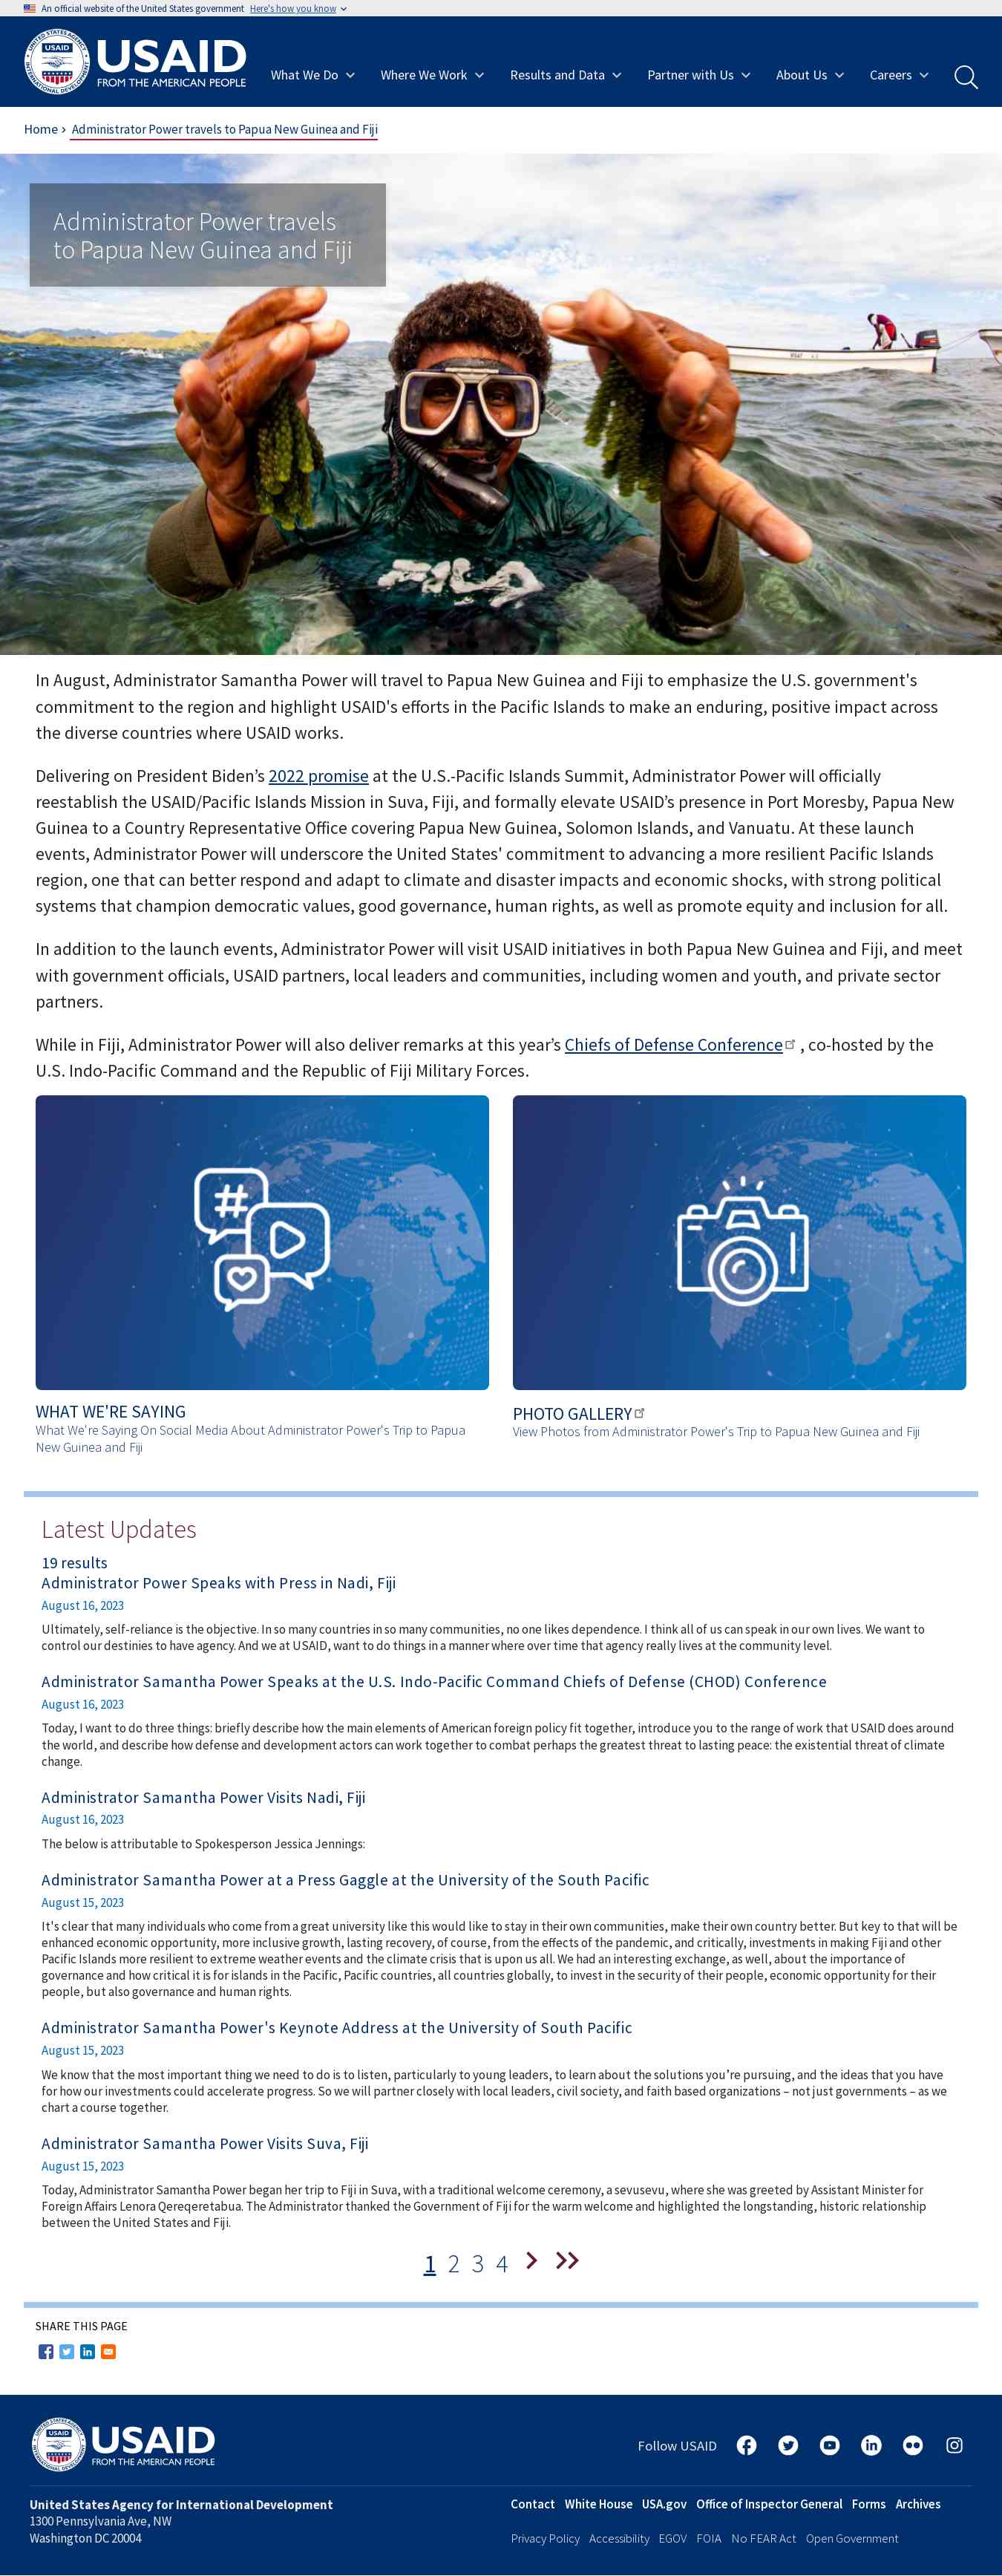 An official website of the United States government Here's how you know
USAID
FROM THE AMERICAN PEOPLE
What We Do
Where We Work
Results and Data
Partner with Us
About Us
Careers
Home › Administrator Power travels to Papua New Guinea and Fiji
Administrator Power travels
to Papua New Guinea and Fiji
In August, Administrator Samantha Power will travel to Papua New Guinea and Fiji to emphasize the U.S. government's
commitment to the region and highlight USAID's efforts in the Pacific Islands to make an enduring, positive impact across
the diverse countries where USAID works.
Delivering on President Biden’s 2022 promise at the U.S.-Pacific Islands Summit, Administrator Power will officially
reestablish the USAID/Pacific Islands Mission in Suva, Fiji, and formally elevate USAID’s presence in Port Moresby, Papua New
Guinea to a Country Representative Office covering Papua New Guinea, Solomon Islands, and Vanuatu. At these launch
events, Administrator Power will underscore the United States' commitment to advancing a more resilient Pacific Islands
region, one that can better respond and adapt to climate and disaster impacts and economic shocks, with strong political
systems that champion democratic values, good governance, human rights, as well as promote equity and inclusion for all.
In addition to the launch events, Administrator Power will visit USAID initiatives in both Papua New Guinea and Fiji, and meet
with government officials, USAID partners, local leaders and communities, including women and youth, and private sector
partners.
While in Fiji, Administrator Power will also deliver remarks at this year’s Chiefs of Defense Conference , co-hosted by the
U.S. Indo-Pacific Command and the Republic of Fiji Military Forces.
WHAT WE'RE SAYING
What We're Saying On Social Media About Administrator Power's Trip to Papua
New Guinea and Fiji
PHOTO GALLERY
View Photos from Administrator Power's Trip to Papua New Guinea and Fiji
Latest Updates
19 results
Administrator Power Speaks with Press in Nadi, Fiji
August 16, 2023
Ultimately, self-reliance is the objective. In so many countries in so many communities, no one likes dependence. I think all of us can speak in our own lives. We want to
control our destinies to have agency. And we at USAID, want to do things in a manner where over time that agency really lives at the community level.
Administrator Samantha Power Speaks at the U.S. Indo-Pacific Command Chiefs of Defense (CHOD) Conference
August 16, 2023
Today, I want to do three things: briefly describe how the main elements of American foreign policy fit together, introduce you to the range of work that USAID does around
the world, and describe how defense and development actors can work together to combat perhaps the greatest threat to lasting peace: the existential threat of climate
change.
Administrator Samantha Power Visits Nadi, Fiji
August 16, 2023
The below is attributable to Spokesperson Jessica Jennings:
Administrator Samantha Power at a Press Gaggle at the University of the South Pacific
August 15, 2023
It's clear that many individuals who come from a great university like this would like to stay in their own communities, make their own country better. But key to that will be
enhanced economic opportunity, more inclusive growth, lasting recovery, of course, from the effects of the pandemic, and critically, investments in making Fiji and other
Pacific Islands more resilient to extreme weather events and the climate crisis that is upon us all. We had an interesting exchange, as well, about the importance of
governance and how critical it is for islands in the Pacific, Pacific countries, all countries globally, to invest in the security of their people, economic opportunity for their
people, but also governance and human rights.
Administrator Samantha Power's Keynote Address at the University of South Pacific
August 15, 2023
We know that the most important thing we need to do is to listen, particularly to young leaders, to learn about the solutions you’re pursuing, and the ideas that you have
for how our investments could accelerate progress. So we will partner closely with local leaders, civil society, and faith based organizations – not just governments – as we
chart a course together.
Administrator Samantha Power Visits Suva, Fiji
August 15, 2023
Today, Administrator Samantha Power began her trip to Fiji in Suva, with a traditional welcome ceremony, a sevusevu, where she was greeted by Assistant Minister for
Foreign Affairs Lenora Qereqeretabua. The Administrator thanked the Government of Fiji for the warm welcome and highlighted the longstanding, historic relationship
between the United States and Fiji.
1 2 3 4
SHARE THIS PAGE
USAID
FROM THE AMERICAN PEOPLE
Follow USAID
United States Agency for International Development
1300 Pennsylvania Ave, NW
Washington DC 20004
Contact White House USA.gov Office of Inspector General Forms Archives
Privacy Policy Accessibility EGOV FOIA No FEAR Act Open Government